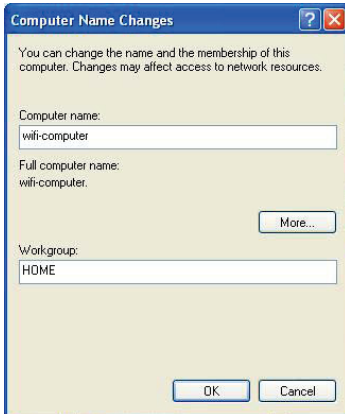 Computer Name Changes
You can change the name and the membership of this
computer. Changes may affect access to network resources.
Computer name:
wifi-computer
Full computer name:
wifi-computer.
More...
Workgroup:
HOME
OK Cancel